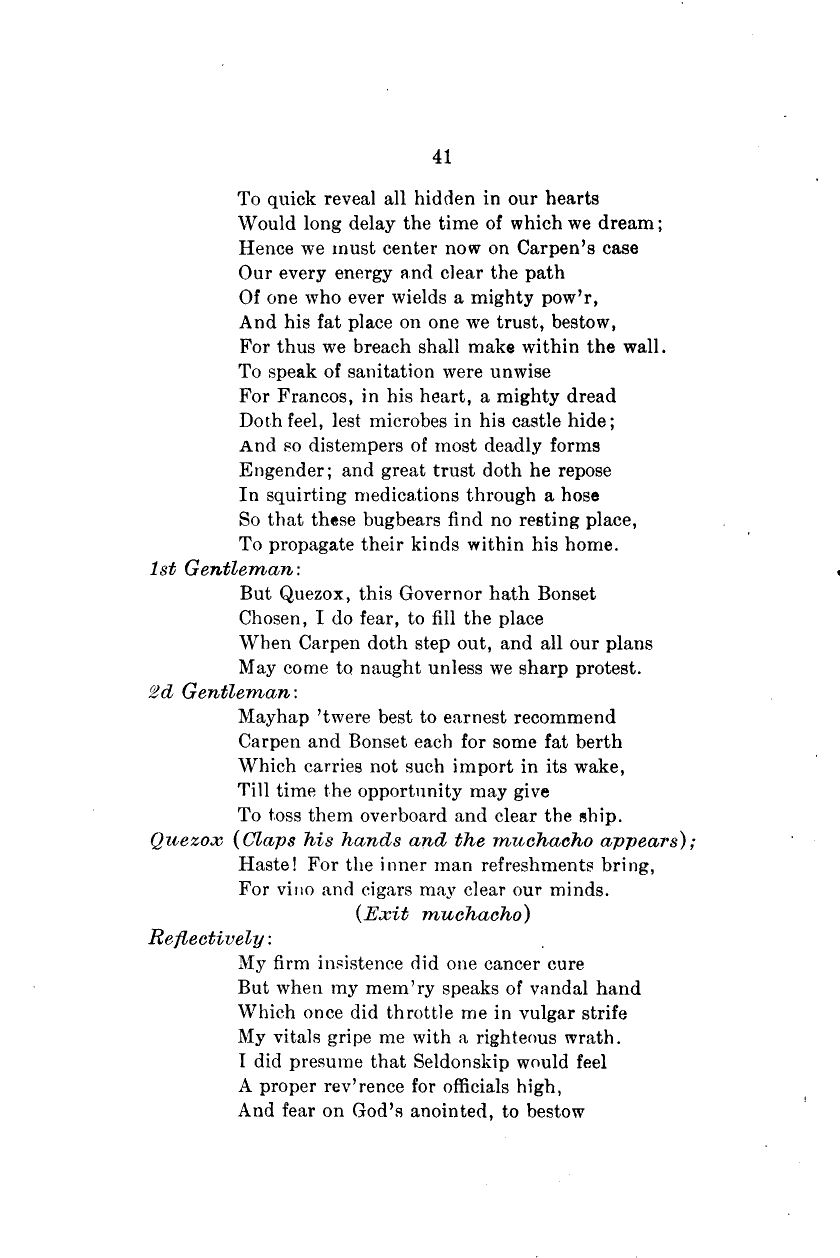 41
To quick reveal all hidden in our hearts
Would long delay the time of which we dream;
Hence we must center now on Carpen's case
Our every energy and clear the path
Of one who ever wields a mighty pow'r,
And his fat place on one we trust, bestow,
For thus we breach shall make within the wall.
To speak of sanitation were unwise
For Francos, in his heart, a mighty dread
Doth feel, lest microbes in his castle hide;
And so distempers of most deadly forms
Engender; and great trust doth he repose
In squirting medications through a hose
So that these bugbears find no resting place,
To propagate their kinds within his home.
1st Gentleman:
But Quezox, this Governor hath Bonset
Chosen, I do fear, to fill the place
When Carpen doth step out, and all our plans
May come to naught unless we sharp protest.
2d Gentleman:
Mayhap 'twere best to earnest recommend
Carpen and Bonset each for some fat berth
Which carries not such import in its wake,
Till time the opportunity may give
To toss them overboard and clear the ship.
Quezox (Claps his hands and the muchacho appears);
Haste! For the inner man refreshments bring,
For vino and cigars may clear our minds.
(Exit muchacho)
Reflectively:
My firm insistence did one cancer cure
But when my mem'ry speaks of vandal hand
Which once did throttle me in vulgar strife
My vitals gripe me with a righteous wrath.
I did presume that Seldonskip would feel
A proper rev'rence for officials high,
And fear on God's anointed, to bestow